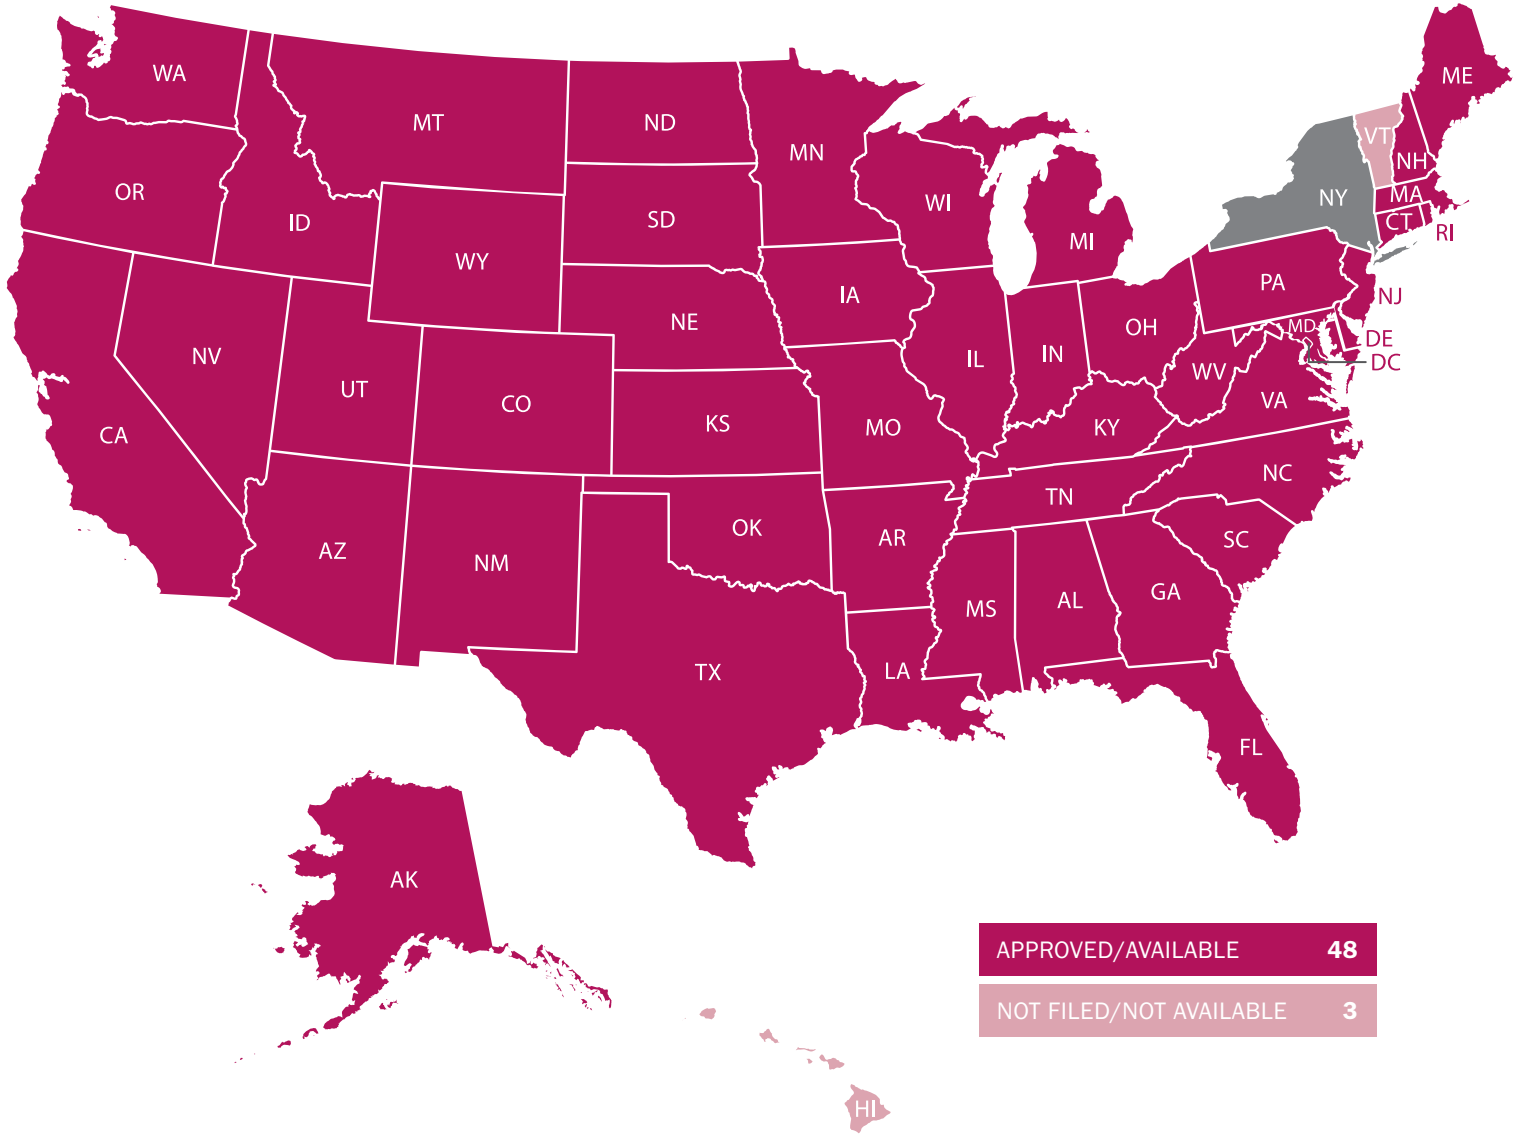 WA
MT
ND
MN
ME
VT
NH
OR
ID
SD
WI
MI
NY
MA
CT
RI
WY
IA
PA
NJ
NV
UT
NE
IL
IN
OH
MD
DE
DC
WV
VA
CO
CA
KS
MO
KY
NC
TN
AZ
NM
OK
AR
SC
MS
AL
GA
TX
LA
FL
AK
APPROVED/AVAILABLE 48
NOT FILED/NOT AVAILABLE 3
HI